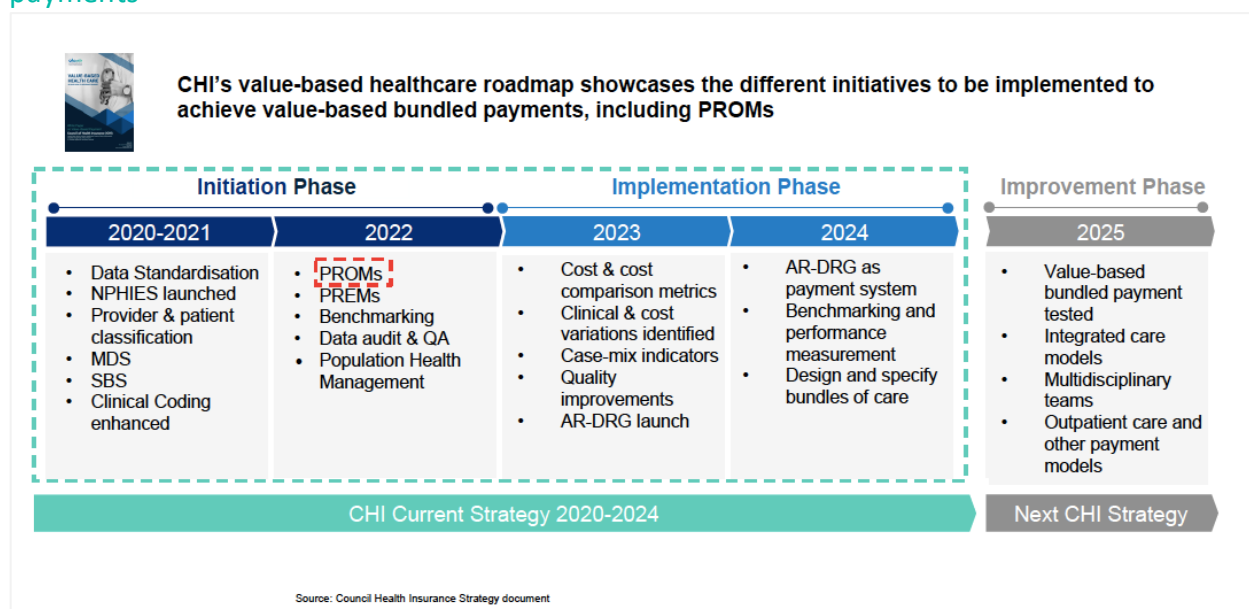 payments
VALUE-BASED
HEALTH CARE
CHI's value-based healthcare roadmap showcases the different initiatives to be implemented to
achieve value-based bundled payments, including PROMs
Initiation Phase
Implementation Phase
Improvement Phase
2020-2021
2022
2023
2024
2025
• Data Standardisation
• NPHIES launched
• Provider & patient
classification
• MDS
• SBS
• Clinical Coding
enhanced
• PROMs
• PREMs
• Benchmarking
• Data audit & QA
• Population Health
Management
• Cost & cost
comparison metrics
• Clinical & cost
variations identified
• Case-mix indicators
• Quality
improvements
• AR-DRG launch
• AR-DRG as
payment system
• Benchmarking and
performance
measurement
• Design and specify
bundles of care
• Value-based
bundled payment
tested
• Integrated care
models
• Multidisciplinary
teams
• Outpatient care and
other payment
models
CHI Current Strategy 2020-2024
Next CHI Strategy
Source: Council Health Insurance Strategy document